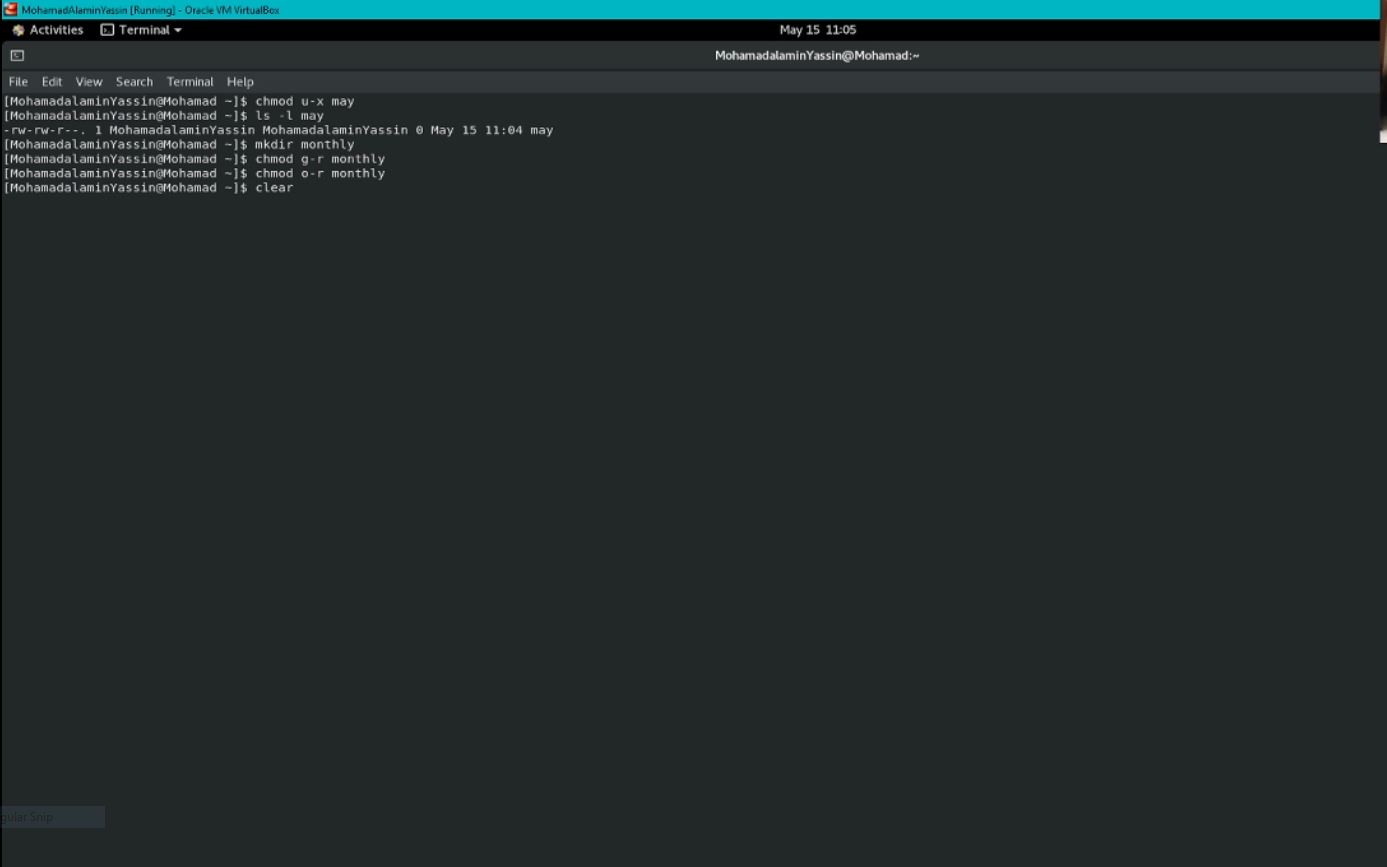 MohamadAlaminYassin [Running] - Oracle VM VirtualBox
Activities Terminal May 15 11:05
MohamadalaminYassin@Mohamad:~
File Edit View Search Terminal Help
[MohamadalaminYassin@Mohamad ~]$ chmod u-x may
[MohamadalaminYassin@Mohamad ~]$ ls -l may
-rw-rw-r--. 1 MohamadalaminYassin MohamadalaminYassin 0 May 15 11:04 may
[MohamadalaminYassin@Mohamad ~]$ mkdir monthly
[MohamadalaminYassin@Mohamad ~]$ chmod g-r monthly
[MohamadalaminYassin@Mohamad ~]$ chmod o-r monthly
[MohamadalaminYassin@Mohamad ~]$ clear
gular Snip